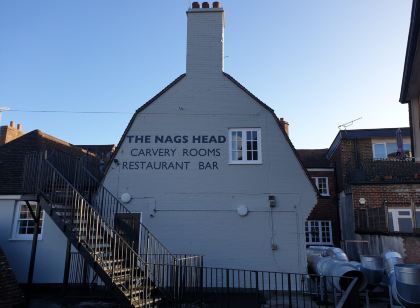 THE NAGS HEAD
CARVERY ROOMS
RESTAURANT BAR